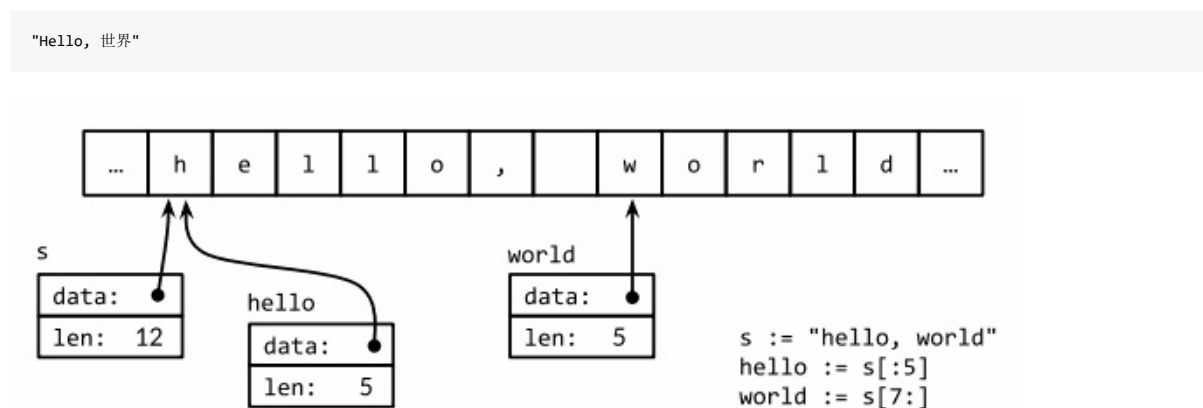 "Hello, 世界"
… h e l l o , w o r l d …
s
data:
len: 12
hello
data:
len: 5
world
data:
len: 5
s := "hello, world"
hello := s[:5]
world := s[7:]